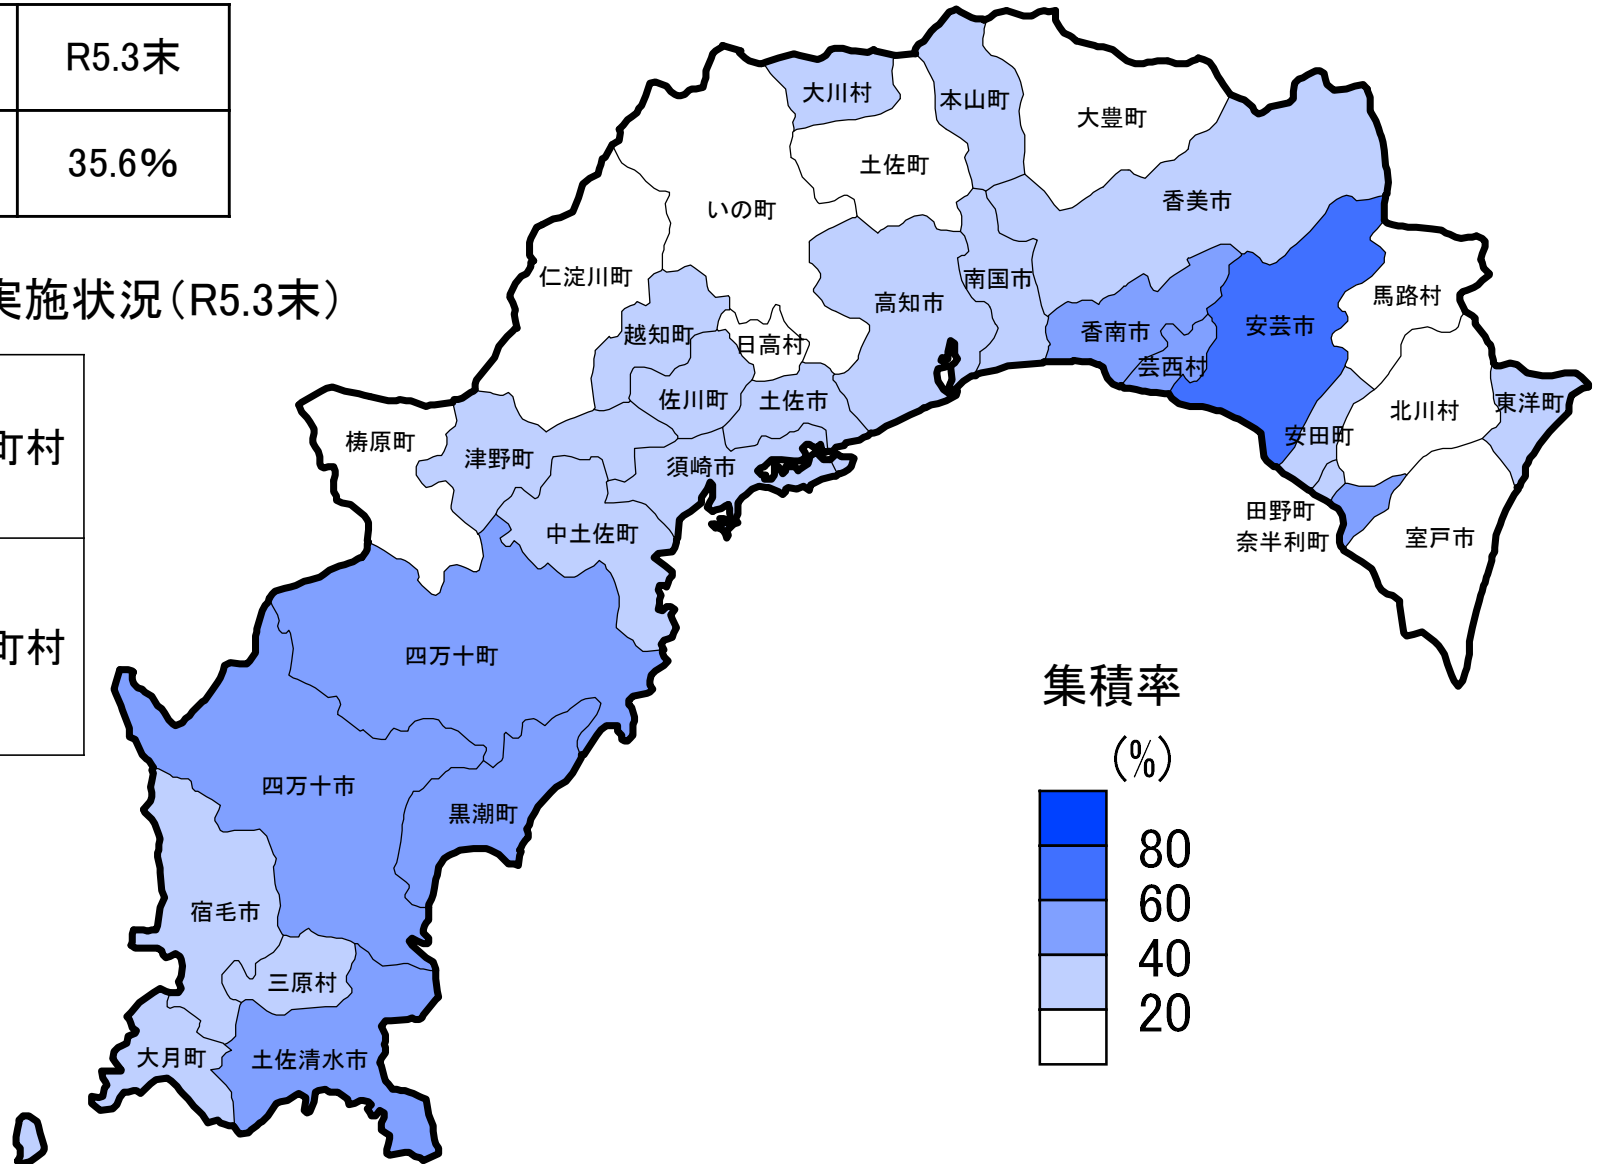 R5.3末
35.6%
実施状況（R5.3末）
町村
町村
大川村
本山町
大豊町
土佐町
香美市
いの町
仁淀川町
南国市
高知市
馬路村
越知町
日高村
香南市
安芸市
芸西村
佐川町
土佐市
北川村
東洋町
梼原町
津野町
須崎市
安田町
田野町
奈半利町
中土佐町
室戸市
四万十町
四万十市
黒潮町
宿毛市
三原村
大月町
土佐清水市
集積率
(%)
80
60
40
20